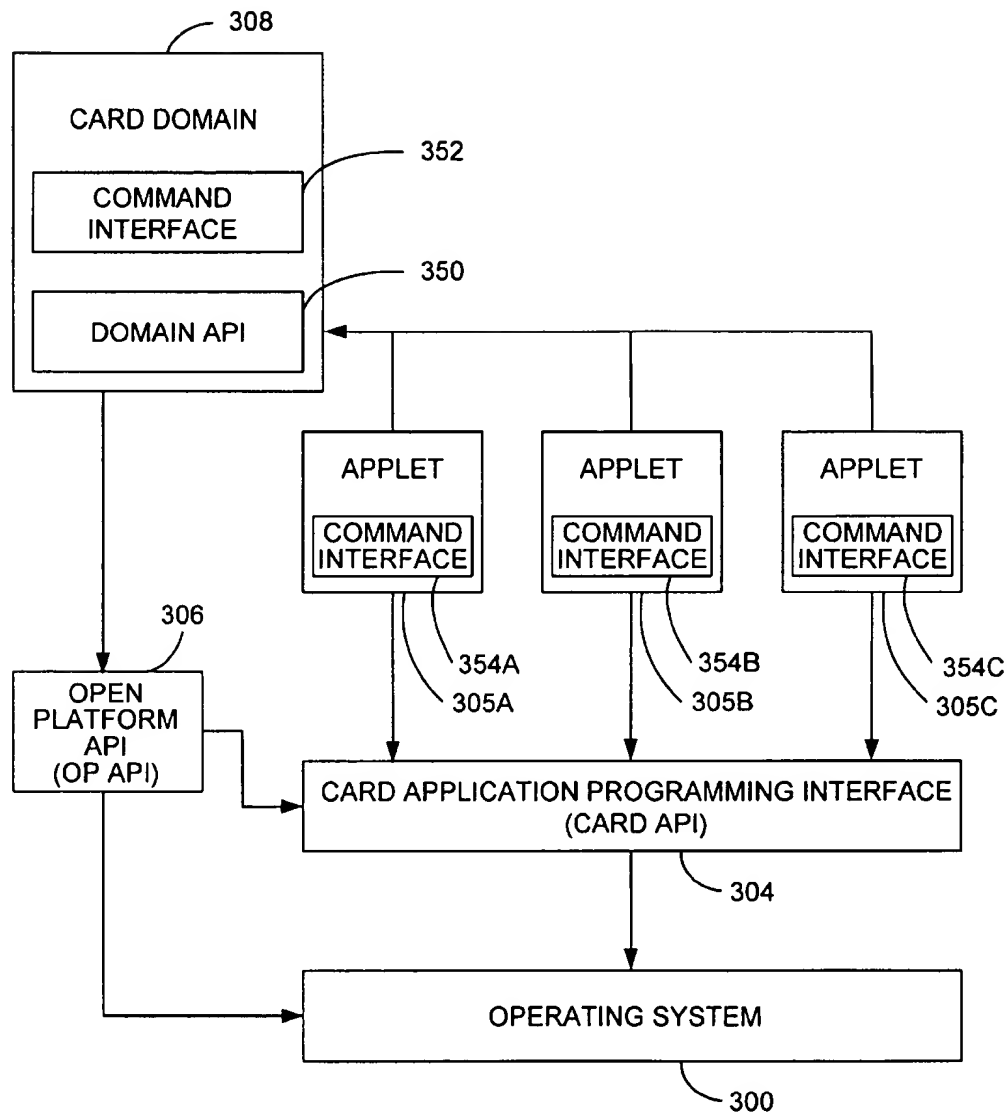 308
CARD DOMAIN
352
COMMAND
INTERFACE
350
DOMAIN API
APPLET
APPLET
APPLET
COMMAND
INTERFACE
COMMAND
INTERFACE
COMMAND
INTERFACE
306
354A
354B
354C
305A
305B
305C
OPEN
PLATFORM
API
(OP API)
CARD APPLICATION PROGRAMMING INTERFACE
(CARD API)
304
OPERATING SYSTEM
300